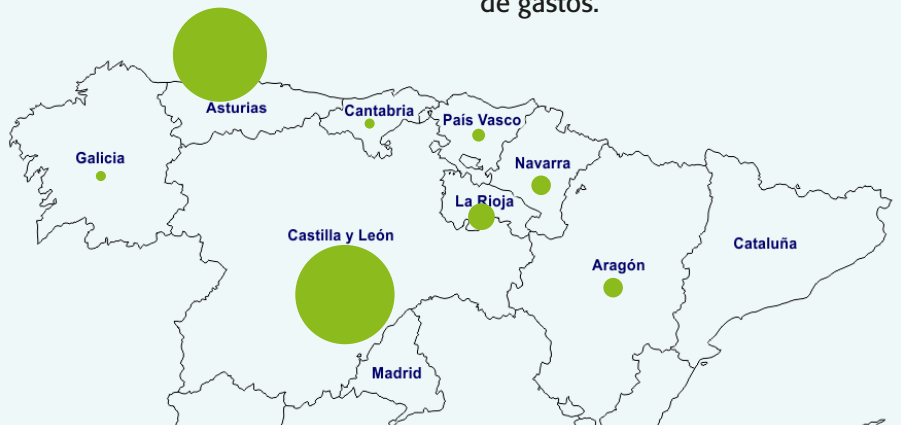 de gastos.
Asturias
Cantabria
País Vasco
Galicia
Navarra
La Rioja
Castilla y León
Cataluña
Aragón
Madrid